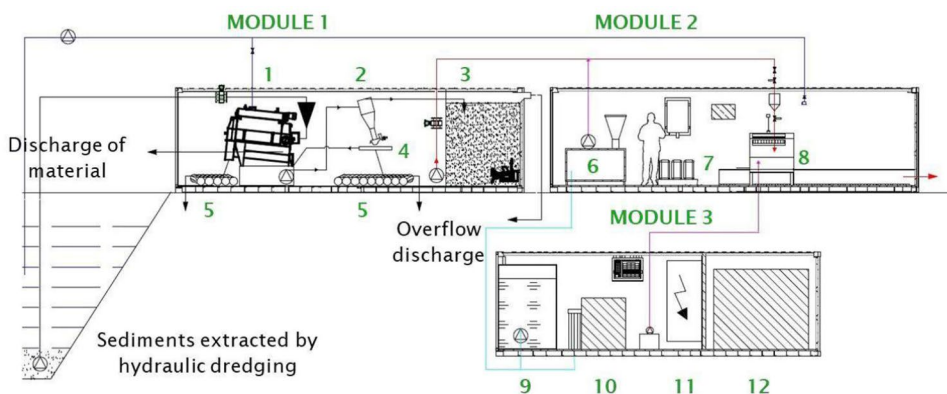 MODULE 1
MODULE 2
1
2
3
Discharge of
material
4
5
5
6
7
8
Overflow
discharge
MODULE 3
Sediments extracted by
hydraulic dredging
9
10
11
12